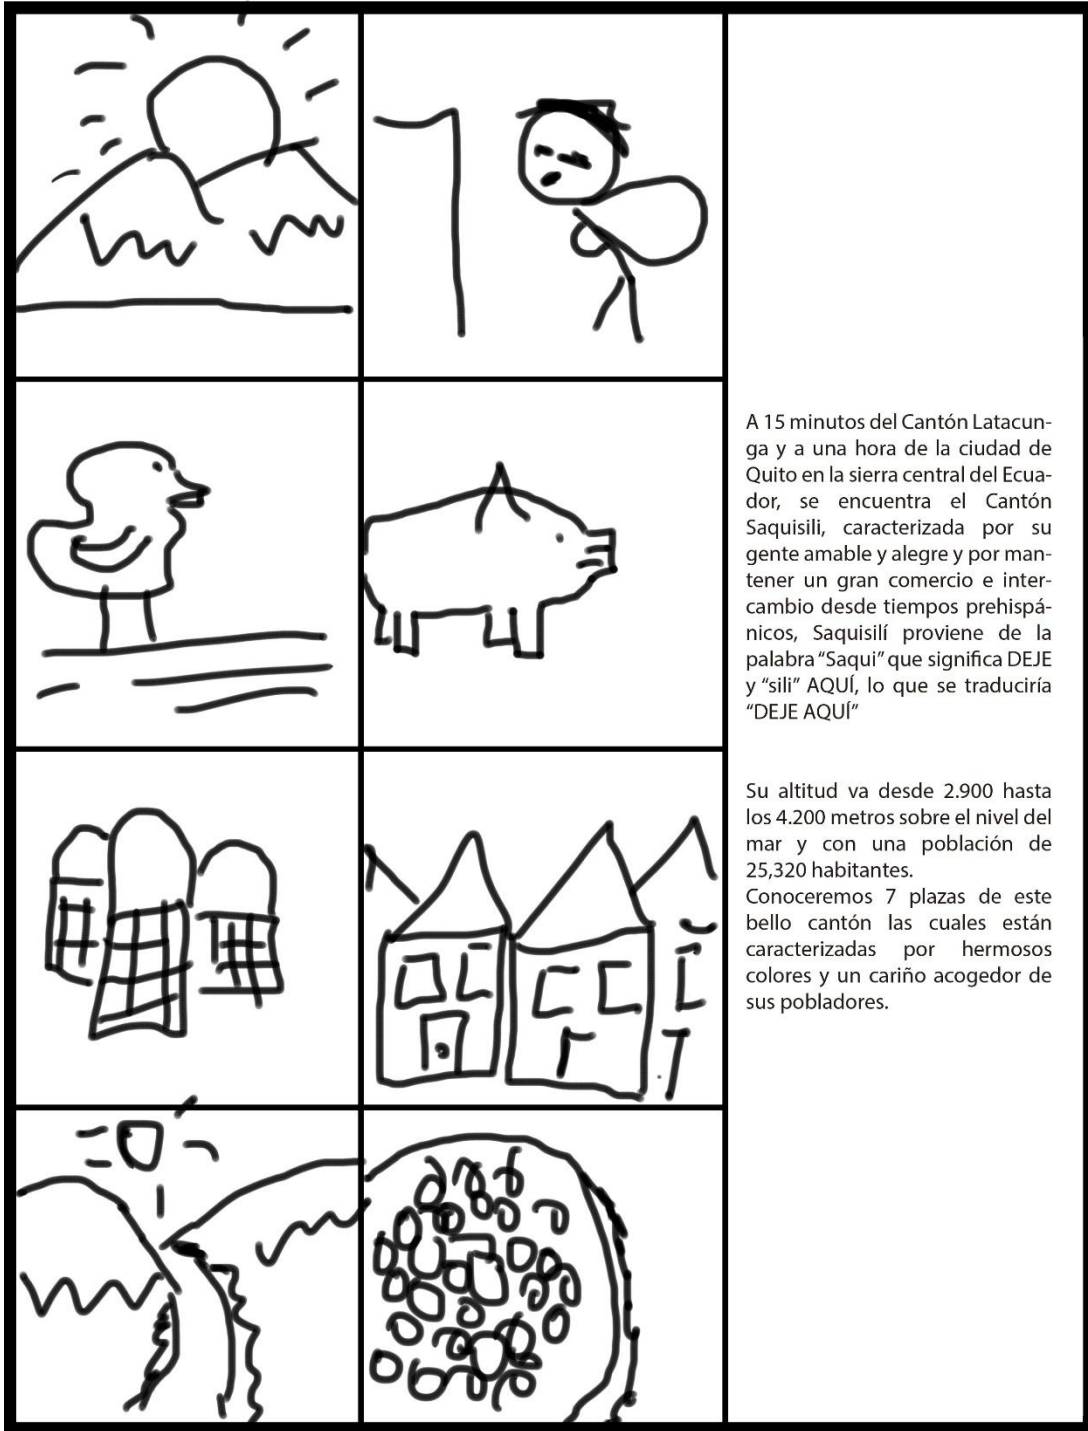 A 15 minutos del Cantón Latacun-
ga y a una hora de la ciudad de
Quito en la sierra central del Ecua-
dor, se encuentra el Cantón
Saquisili, caracterizada por su
gente amable y alegre y por man-
tener un gran comercio e inter-
cambio desde tiempos prehispá-
nicos, Saquisilí proviene de la
palabra “Saqui” que significa DEJE
y “sili” AQUÍ, lo que se traduciría
“DEJE AQUÍ”
Su altitud va desde 2.900 hasta
los 4.200 metros sobre el nivel del
mar y con una población de
25,320 habitantes.
Conoceremos 7 plazas de este
bello cantón las cuales están
caracterizadas por hermosos
colores y un cariño acogedor de
sus pobladores.